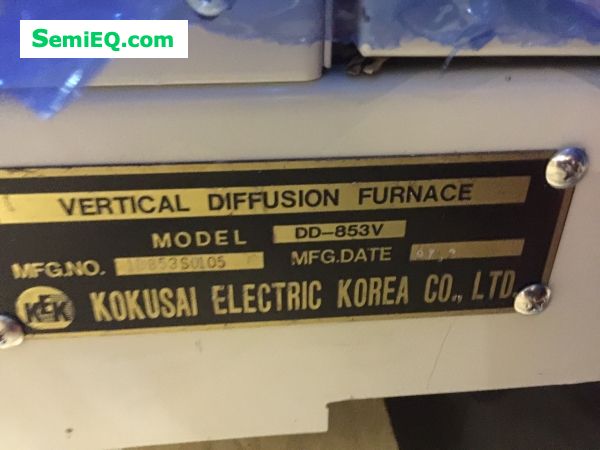 SemiEQ.com
VERTICAL DIFFUSION FURNACE
MODEL DD-853V
MFG.NO. MFG.DATE
KEK KOKUSAI ELECTRIC KOREA CO., LTD.